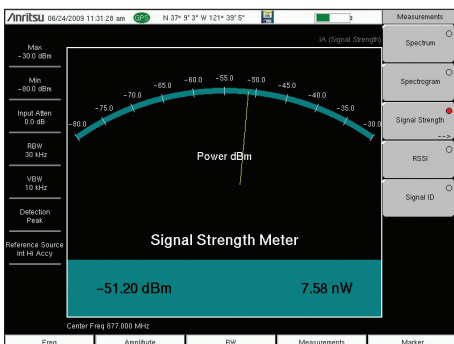 Anritsu 06/24/2009 11:31:28 am GPS N 37° 9' 3" W 121° 39' 5"
IA (Signal Strength)
Max
-30.0 dBm
Min
-80.0 dBm
Input Atten
0.0 dB
RBW
30 kHz
VBW
10 kHz
Detection
Peak
Reference Source
Int Hi Accy
-80.0
-75.0
-70.0
-65.0
-60.0
-55.0
-50.0
-45.0
-40.0
-35.0
-30.0
Power dBm
Signal Strength Meter
-51.20 dBm 7.58 nW
Center Freq 877.000 MHz
Measurements
Spectrum
Spectrogram
Signal Strength
-->
RSSI
Signal ID
Freq Amplitude BW Measurements Marker